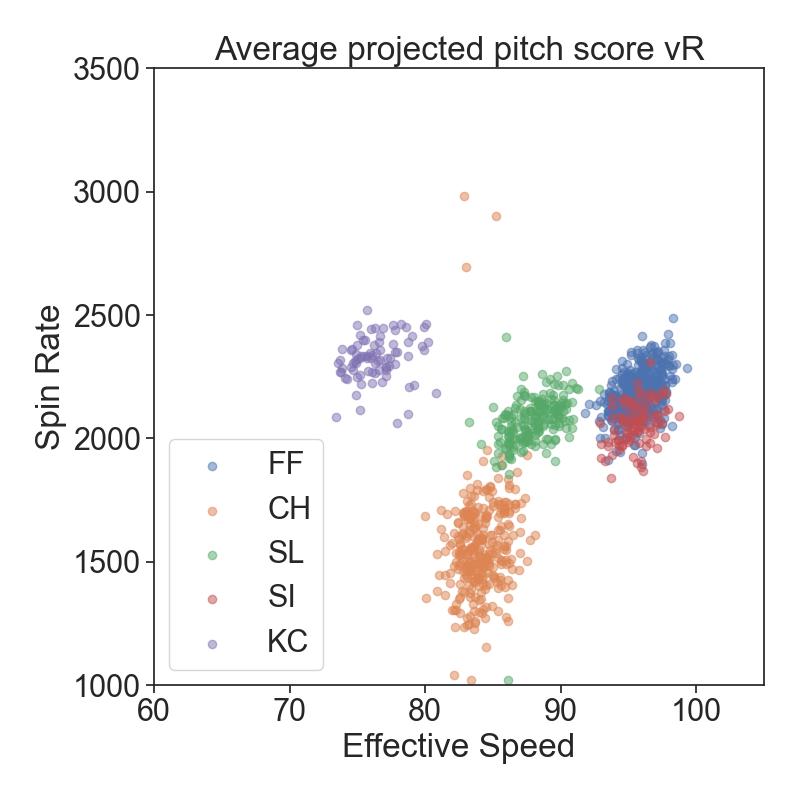 Average projected pitch score vR
3500
3000
2500
2000
1500
1000
Spin Rate
FF
CH
SL
SI
KC
60 70 80 90 100
Effective Speed